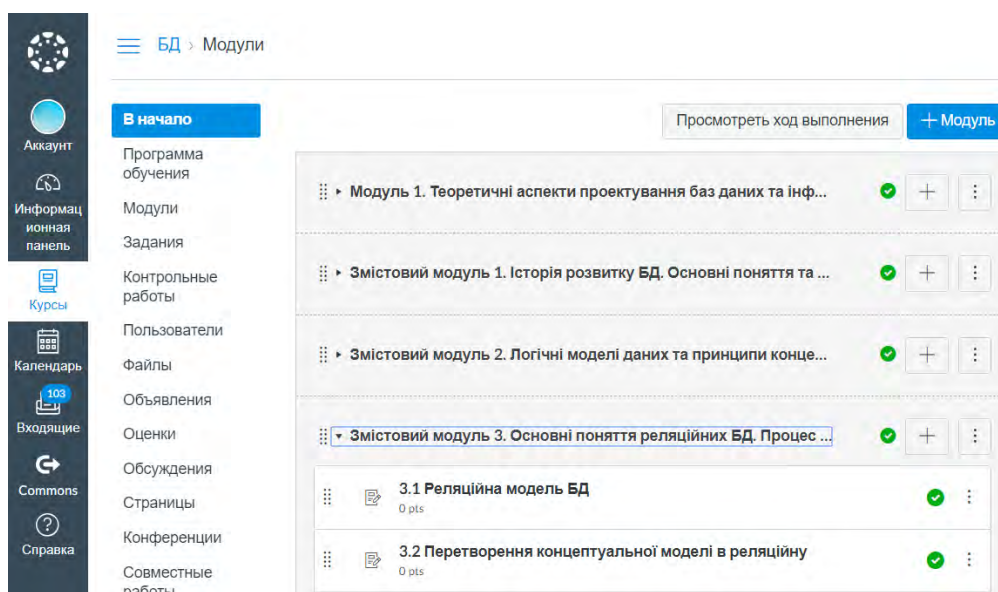 БД › Модули
Аккаунт
Информац
ионная
панель
Курсы
Календарь
103
Входящие
Commons
Справка
В начало
Программа
обучения
Модули
Задания
Контрольные
работы
Пользователи
Файлы
Объявления
Оценки
Обсуждения
Страницы
Конференции
Совместные
работы
Просмотреть ход выполнения
+ Модуль
Модуль 1. Теоретичні аспекти проектування баз даних та інф...
Змістовий модуль 1. Історія розвитку БД. Основні поняття та ...
Змістовий модуль 2. Логічні моделі даних та принципи конце...
Змістовий модуль 3. Основні поняття реляційних БД. Процес ...
3.1 Реляційна модель БД
0 pts
3.2 Перетворення концептуальної моделі в реляційну
0 pts